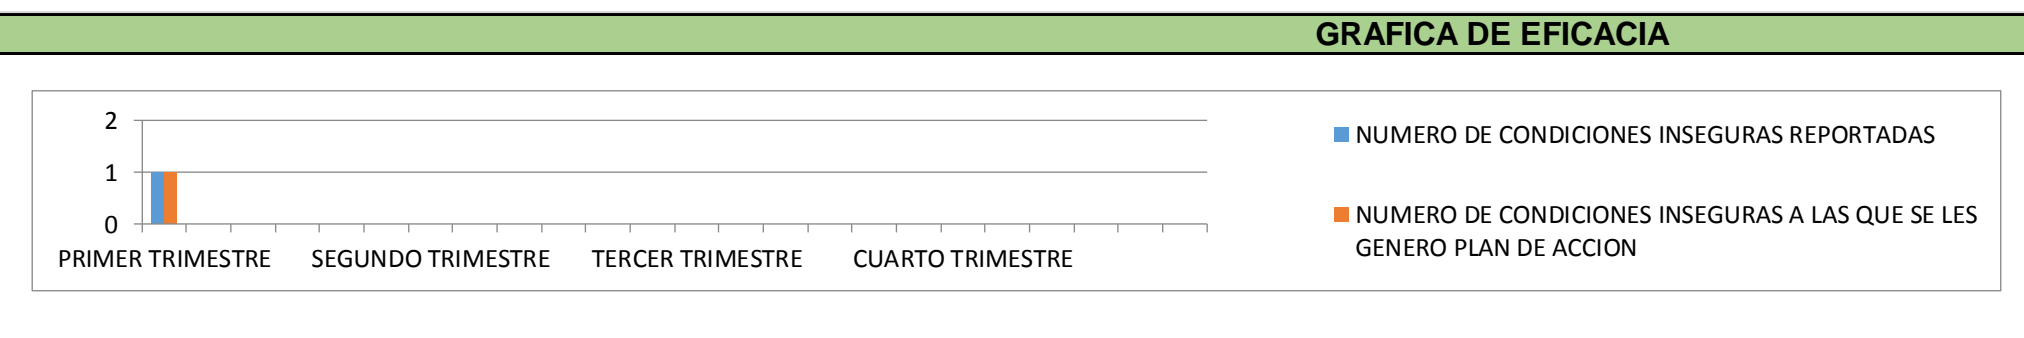 GRAFICA DE EFICACIA
2
1
0
PRIMER TRIMESTRE SEGUNDO TRIMESTRE TERCER TRIMESTRE CUARTO TRIMESTRE
NUMERO DE CONDICIONES INSEGURAS REPORTADAS
NUMERO DE CONDICIONES INSEGURAS A LAS QUE SE LES
GENERO PLAN DE ACCION